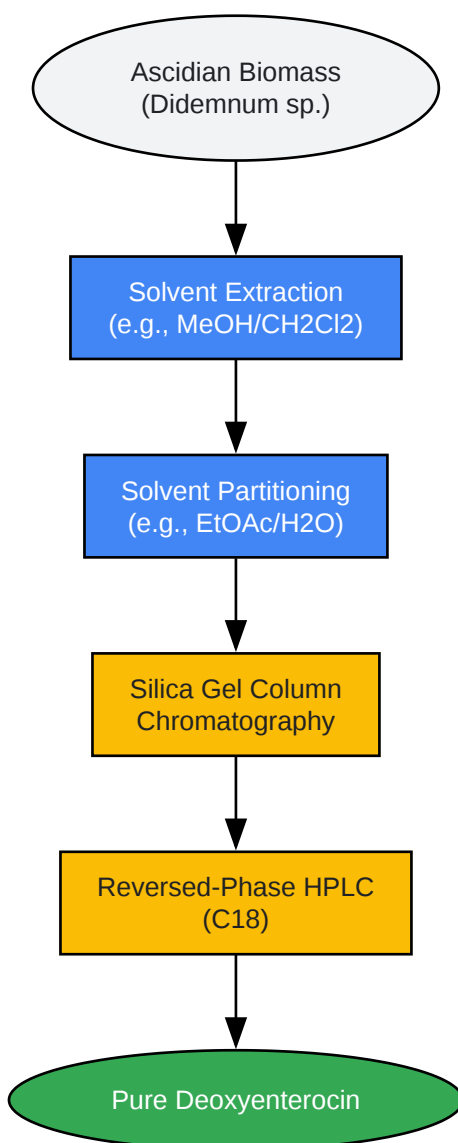 Ascidian Biomass
(Didemnum sp.)
Solvent Extraction
(e.g., MeOH/CH2Cl2)
Solvent Partitioning
(e.g., EtOAc/H2O)
Silica Gel Column
Chromatography
Reversed-Phase HPLC
(C18)
Pure Deoxyenterocin